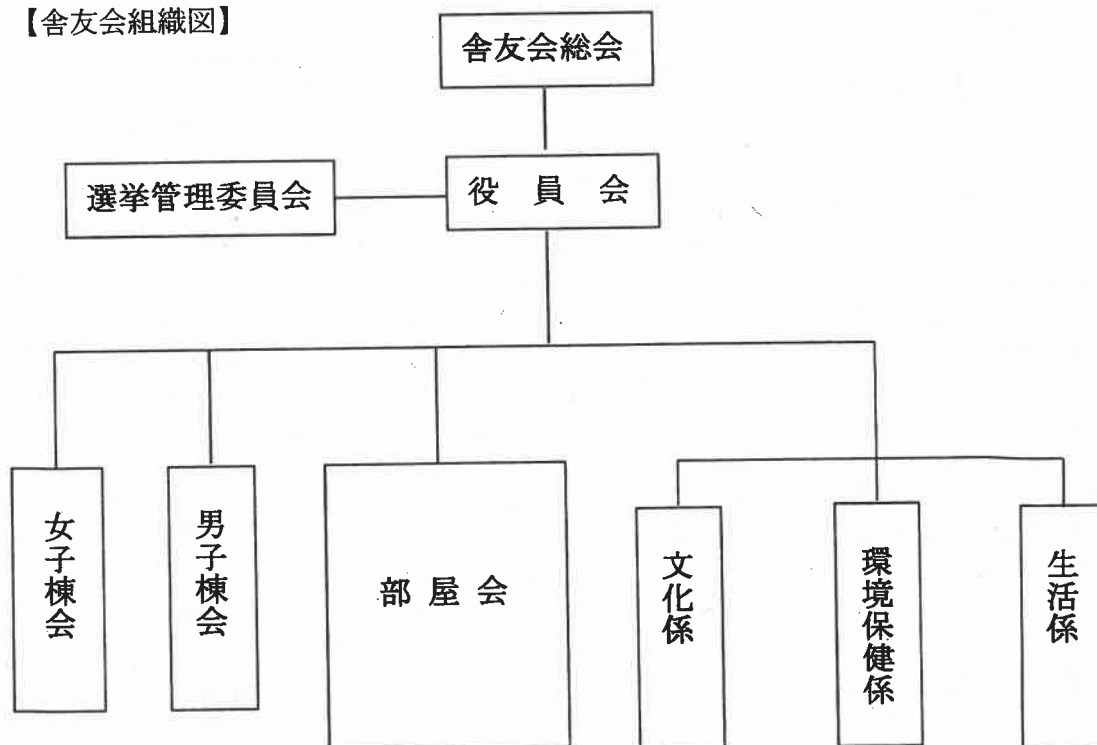 【舎友会組織図】
舎友会総会
選挙管理委員会
役員会
女子棟会
男子棟会
部屋会
文化係
環境保健係
生活係